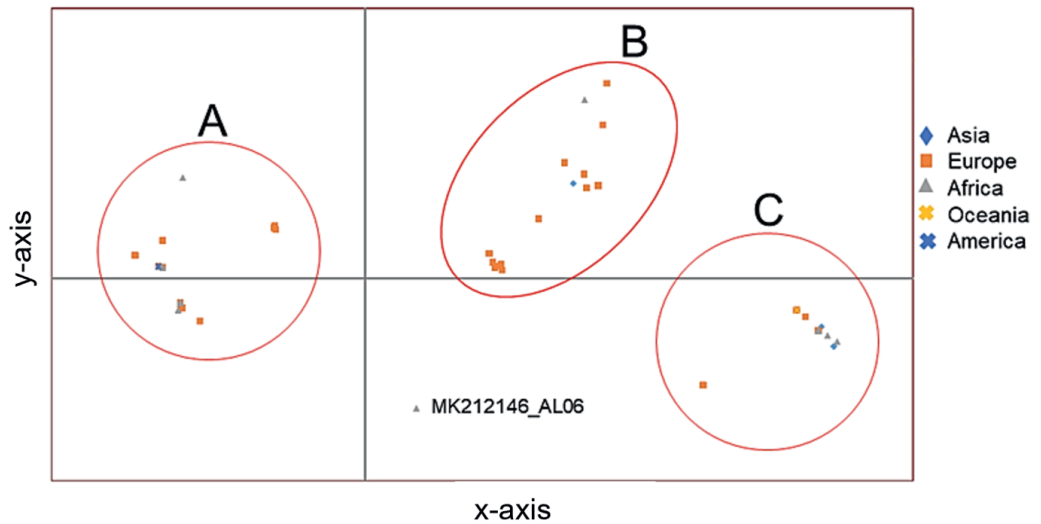 A
B
C
Asia
Europe
Africa
Oceania
America
MK212146_AL06
y-axis
x-axis